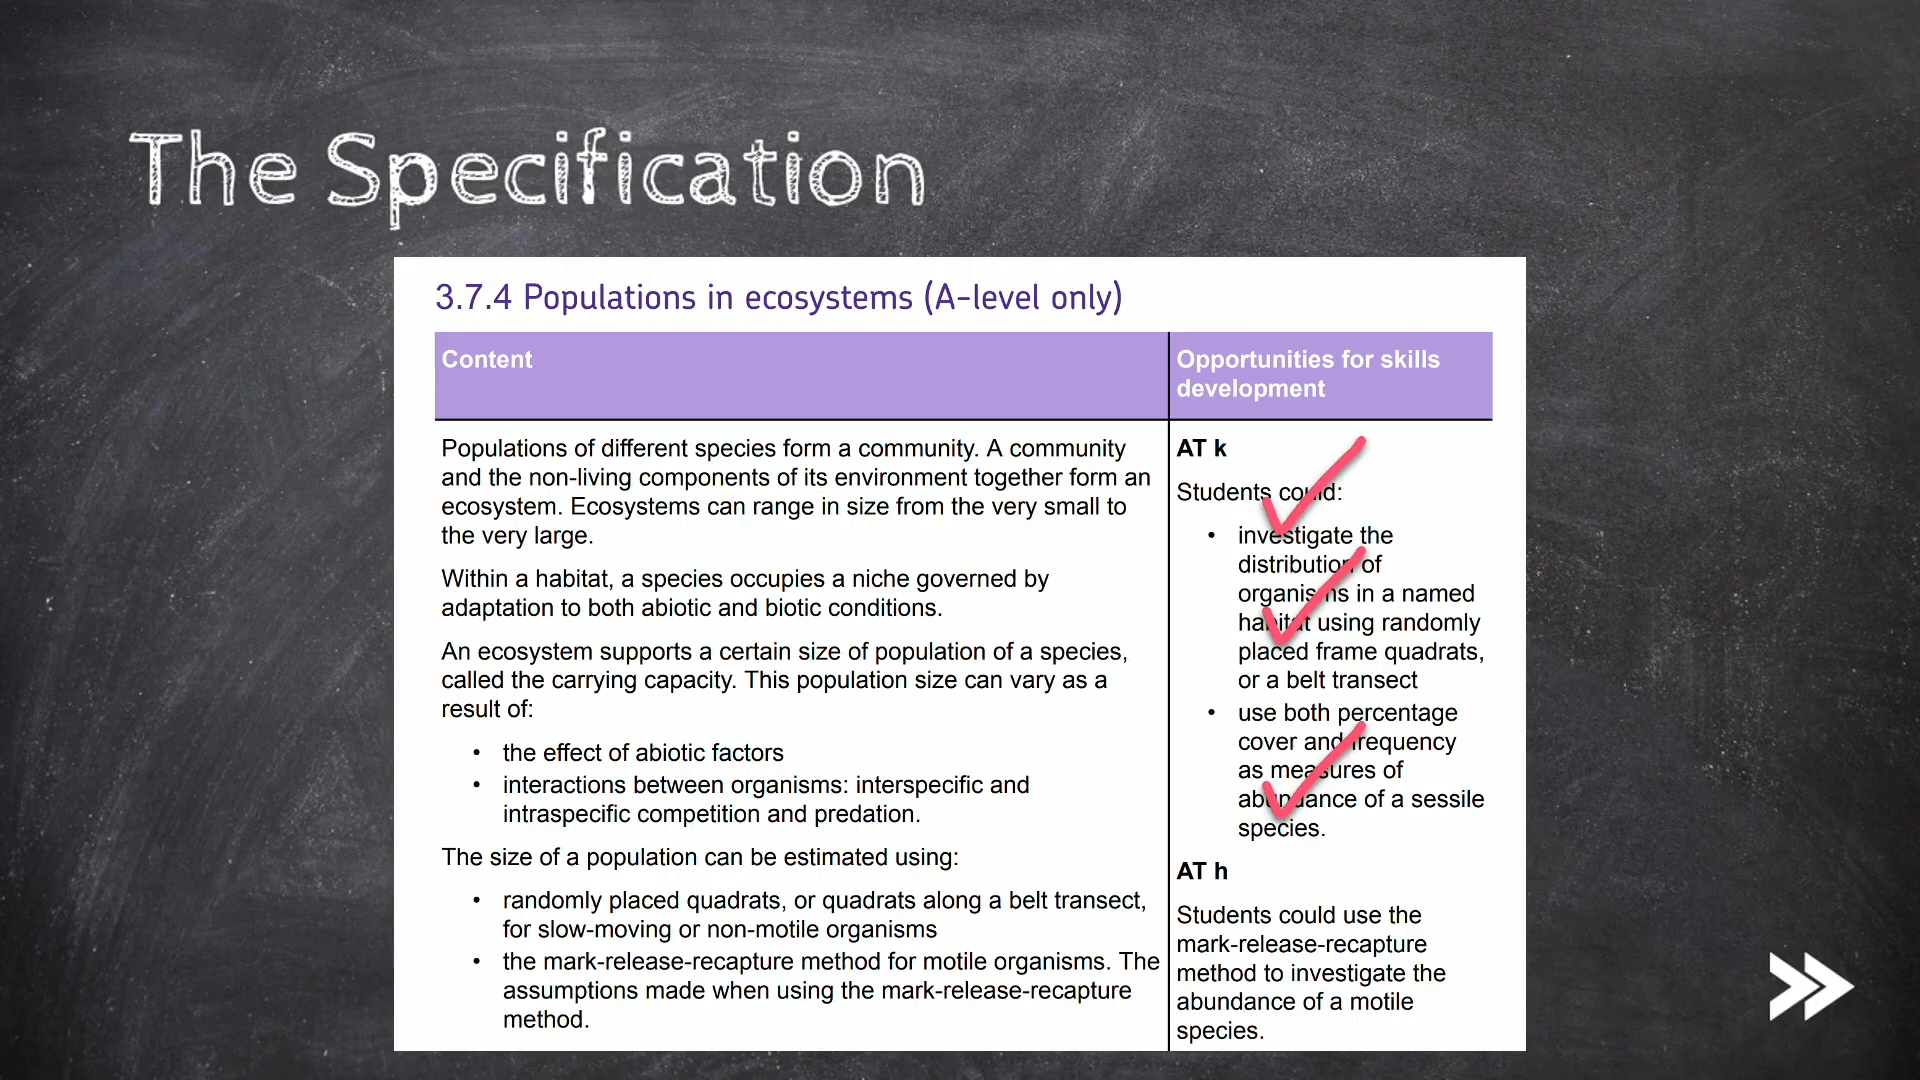 The Specification
3.7.4 Populations in ecosystems (A-level only)
Content
Opportunities for skills
development
Populations of different species form a community. A community
and the non-living components of its environment together form an
ecosystem. Ecosystems can range in size from the very small to
the very large.
Within a habitat, a species occupies a niche governed by
adaptation to both abiotic and biotic conditions.
An ecosystem supports a certain size of population of a species,
called the carrying capacity. This population size can vary as a
result of:
• the effect of abiotic factors
• interactions between organisms: interspecific and
intraspecific competition and predation.
The size of a population can be estimated using:
• randomly placed quadrats, or quadrats along a belt transect,
for slow-moving or non-motile organisms
• the mark-release-recapture method for motile organisms. The
assumptions made when using the mark-release-recapture
method.
AT k
Students could:
• investigate the
distribution of
organisms in a named
habitat using randomly
placed frame quadrats,
or a belt transect
• use both percentage
cover and frequency
as measures of
abundance of a sessile
species.
AT h
Students could use the
mark-release-recapture
method to investigate the
abundance of a motile
species.